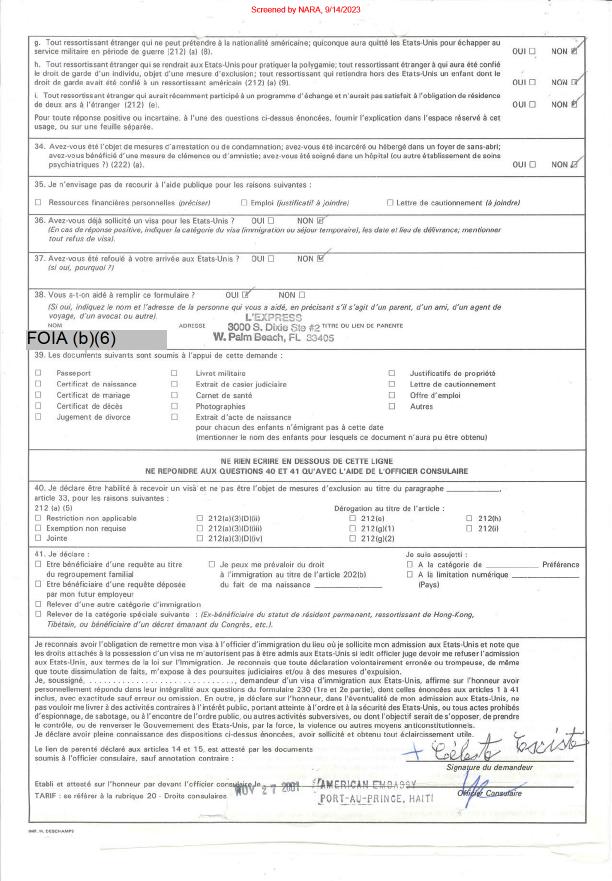 Screened by NARA, 9/14/2023
g. Tout ressortissant étranger qui ne peut prétendre à la nationalité américaine; quiconque aura quitté les Etats-Unis pour échapper au
service militaire en période de guerre (212) (a) (8). OUI ☐ NON ☑
h. Tout ressortissant étranger qui se rendrait aux Etats-Unis pour pratiquer la polygamie; tout ressortissant étranger à qui aura été confié
le droit de garde d'un individu, objet d'une mesure d'exclusion; tout ressortissant qui retiendra hors des Etats-Unis un enfant dont le
droit de garde avait été confié à un ressortissant américain (212) (a) (9). OUI ☐ NON ☑
i. Tout ressortissant étranger qui aurait récemment participé à un programme d'échange et n'aurait pas satisfait à l'obligation de résidence
de deux ans à l'étranger (212) (e). OUI ☐ NON ☑
Pour toute réponse positive ou incertaine, à l'une des questions ci-dessus énoncées, fournir l'explication dans l'espace réservé à cet
usage, ou sur une feuille séparée.
34. Avez-vous été l'objet de mesures d'arrestation ou de condamnation; avez-vous été incarcéré ou hébergé dans un foyer de sans-abri;
avez-vous bénéficié d'une mesure de clémence ou d'amnistie; avez-vous été soigné dans un hôpital (ou autre établissement de soins
psychiatriques ?) (222) (a). OUI ☐ NON ☑
35. Je n'envisage pas de recourir à l'aide publique pour les raisons suivantes :
☐ Ressources financières personnelles (préciser) ☐ Emploi (justificatif à joindre) ☐ Lettre de cautionnement (à joindre)
36. Avez-vous déjà sollicité un visa pour les Etats-Unis ? OUI ☐ NON ☑
(En cas de réponse positive, indiquer la catégorie du visa (immigration ou séjour temporaire), les date et lieu de délivrance; mentionner
tout refus de visa).
37. Avez-vous été refoulé à votre arrivée aux Etats-Unis ? OUI ☐ NON ☑
(si oui, pourquoi ?)
38. Vous a-t-on aidé à remplir ce formulaire ? OUI ☑ NON ☐
(Si oui, indiquez le nom et l'adresse de la personne qui vous a aidé, en précisant s'il s'agit d'un parent, d'un ami, d'un agent de
voyage, d'un avocat ou autre). L'EXPRESS
NOM ADRESSE 3000 S. Dixie Ste #2 TITRE OU LIEN DE PARENTE
FOIA (b)(6) W. Palm Beach, FL 33405
39. Les documents suivants sont soumis à l'appui de cette demande :
☐ Passeport ☐ Livret militaire ☐ Justificatifs de propriété
☐ Certificat de naissance ☐ Extrait de casier judiciaire ☐ Lettre de cautionnement
☐ Certificat de mariage ☐ Carnet de santé ☐ Offre d'emploi
☐ Certificat de décès ☐ Photographies ☐ Autres
☐ Jugement de divorce ☐ Extrait d'acte de naissance
pour chacun des enfants n'émigrant pas à cette date
(mentionner le nom des enfants pour lesquels ce document n'aura pu être obtenu)
NE RIEN ECRIRE EN DESSOUS DE CETTE LIGNE
NE REPONDRE AUX QUESTIONS 40 ET 41 QU'AVEC L'AIDE DE L'OFFICIER CONSULAIRE
40. Je déclare être habilité à recevoir un visa et ne pas être l'objet de mesures d'exclusion au titre du paragraphe ____________,
article 33, pour les raisons suivantes :
212 (a) (5) Dérogation au titre de l'article :
☐ Restriction non applicable ☐ 212(a)(3)(D)(ii) ☐ 212(e) ☐ 212(h)
☐ Exemption non requise ☐ 212(a)(3)(D)(iii) ☐ 212(g)(1) ☐ 212(i)
☐ Jointe ☐ 212(a)(3)(D)(iv) ☐ 212(g)(2)
41. Je déclare : Je suis assujetti :
☐ Etre bénéficiaire d'une requête au titre ☐ Je peux me prévaloir du droit ☐ A la catégorie de ____________ Préférence
du regroupement familial à l'immigration au titre de l'article 202(b) ☐ A la limitation numérique ____________
☐ Etre bénéficiaire d'une requête déposée du fait de ma naissance ____________ (Pays)
par mon futur employeur
☐ Relever d'une autre catégorie d'immigration
☐ Relever de la catégorie spéciale suivante : (Ex-bénéficiaire du statut de résident permanent, ressortissant de Hong-Kong,
Tibétain, ou bénéficiaire d'un décret émanant du Congrès, etc.).
Je reconnais avoir l'obligation de remettre mon visa à l'officier d'immigration du lieu où je sollicite mon admission aux Etats-Unis et note que
les droits attachés à la possession d'un visa ne m'autorisent pas à être admis aux Etats-Unis si ledit officier juge devoir me refuser l'admission
aux Etats-Unis, aux termes de la loi sur l'Immigration. Je reconnais que toute déclaration volontairement erronée ou trompeuse, de même
que toute dissimulation de faits, m'expose à des poursuites judiciaires et/ou à des mesures d'expulsion.
Je, soussigné, ........................................, demandeur d'un visa d'immigration aux Etats-Unis, affirme sur l'honneur avoir
personnellement répondu dans leur intégralité aux questions du formulaire 230 (1re et 2e partie), dont celles énoncées aux articles 1 à 41
inclus, avec exactitude sauf erreur ou omission. En outre, je déclare sur l'honneur, dans l'éventualité de mon admission aux Etats-Unis, ne
pas vouloir me livrer à des activités contraires à l'intérêt public, portant atteinte à l'ordre et à la sécurité des Etats-Unis, ou tous actes prohibés
d'espionnage, de sabotage, ou à l'encontre de l'ordre public, ou autres activités subversives, ou dont l'objectif serait de s'opposer, de prendre
le contrôle, ou de renverser le Gouvernement des Etats-Unis, par la force, la violence ou autres moyens anticonstitutionnels.
Je déclare avoir pleine connaissance des dispositions ci-dessus énoncées, avoir sollicité et obtenu tout éclaircissement utile.
Le lien de parenté déclaré aux articles 14 et 15, est attesté par les documents
soumis à l'officier consulaire, sauf annotation contraire :
+ Céleste
Signature du demandeur
Etabli et attesté sur l'honneur par devant l'officier consulaire le NOV 27 2001 AMERICAN EMBASSY
TARIF : se référer à la rubrique 20 - Droits consulaires PORT-AU-PRINCE, HAITI Officier Consulaire
IMP. H. DESCHAMPS